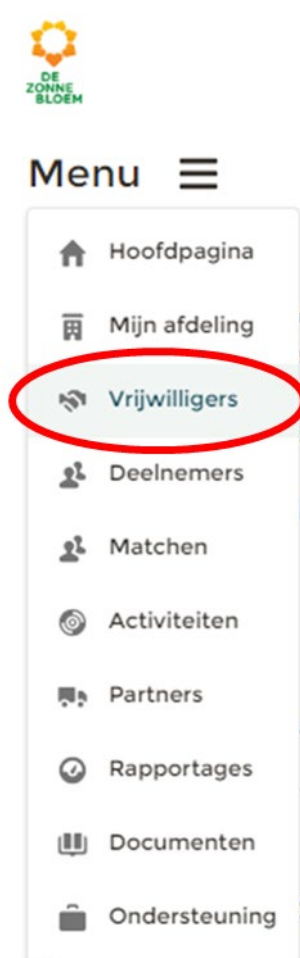 DE
ZONNE
BLOEM
Menu
Hoofdpagina
Mijn afdeling
Vrijwilligers
Deelnemers
Matchen
Activiteiten
Partners
Rapportages
Documenten
Ondersteuning